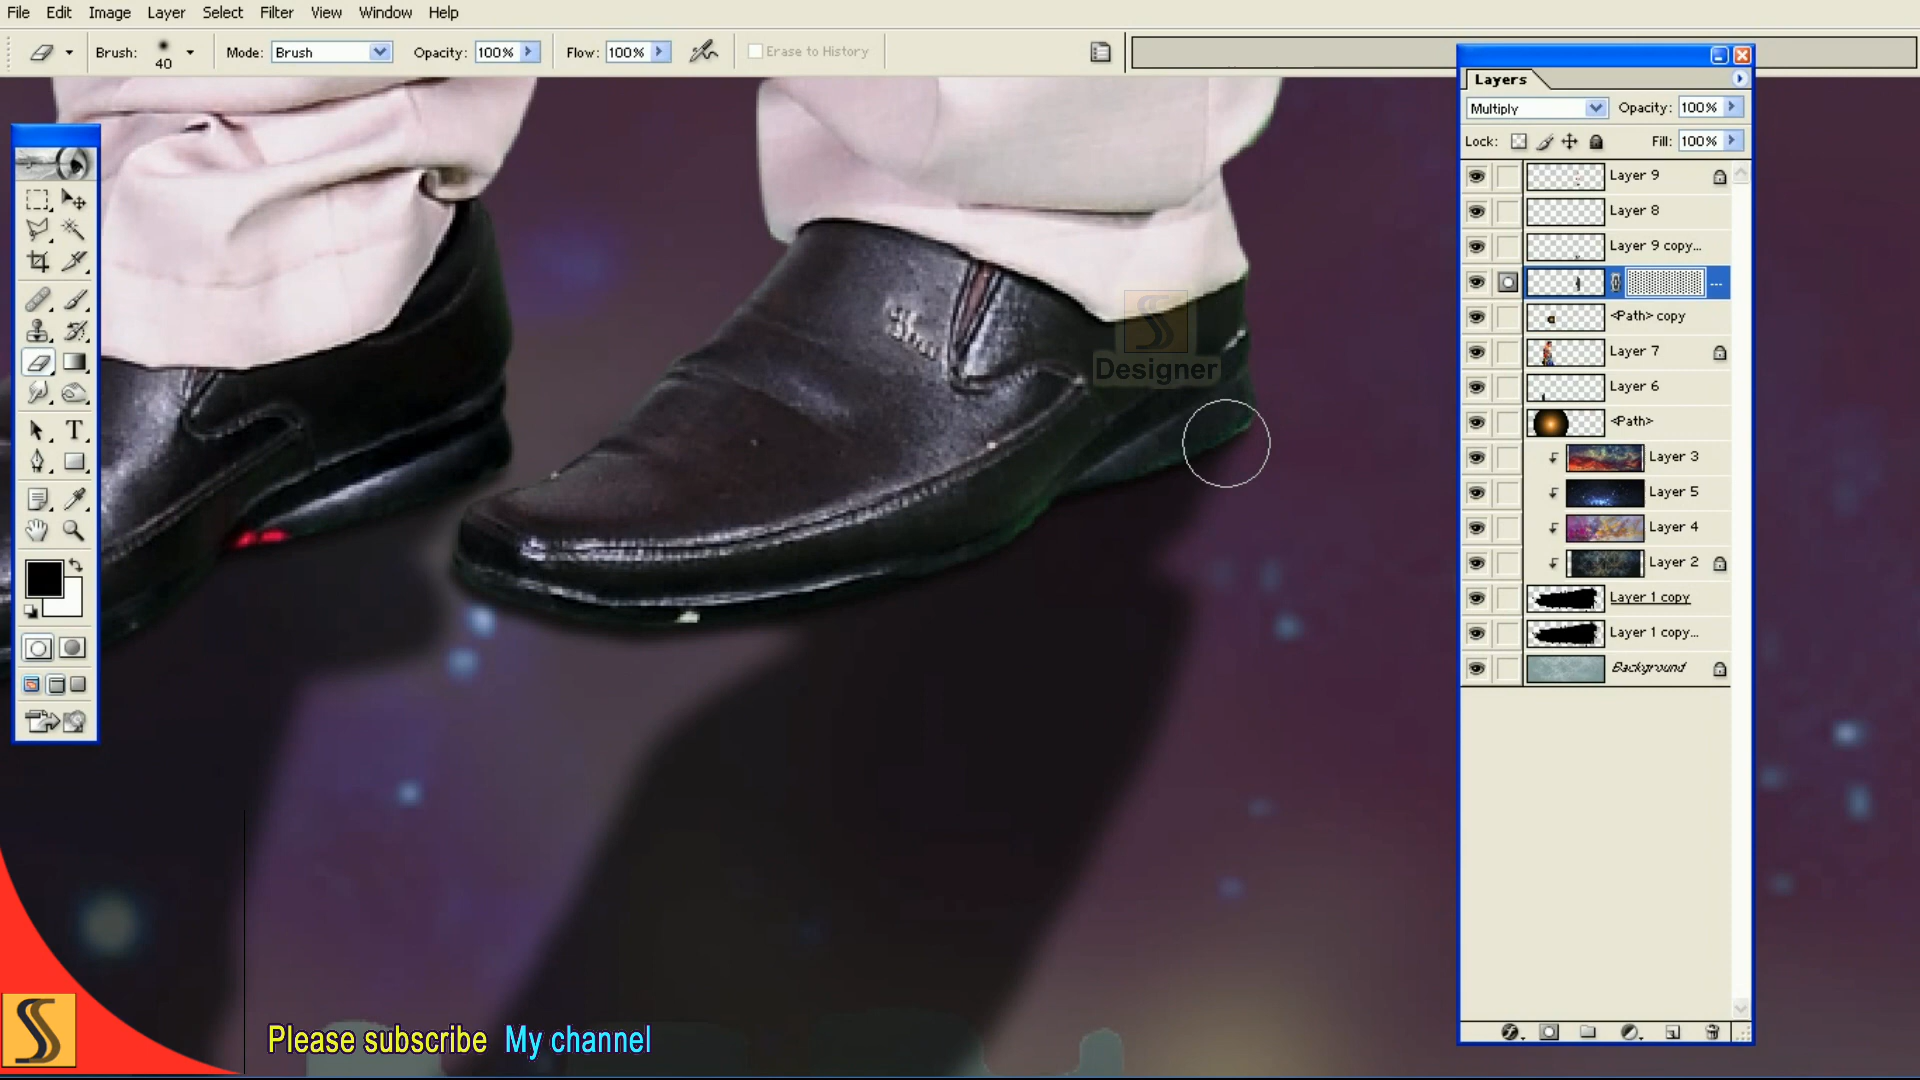 File Edit Image Layer Select Filter View Window Help
Brush: 40 Mode: Brush Opacity: 100% Flow: 100% Erase to History
Layers
Multiply Opacity: 100%
Lock: Fill: 100%
Layer 9
Layer 8
Layer 9 copy...
...
<Path> copy
Layer 7
Layer 6
<Path>
Layer 3
Layer 5
Layer 4
Layer 2
Layer 1 copy
Layer 1 copy...
Background
T
Designer
Please subscribe My channel